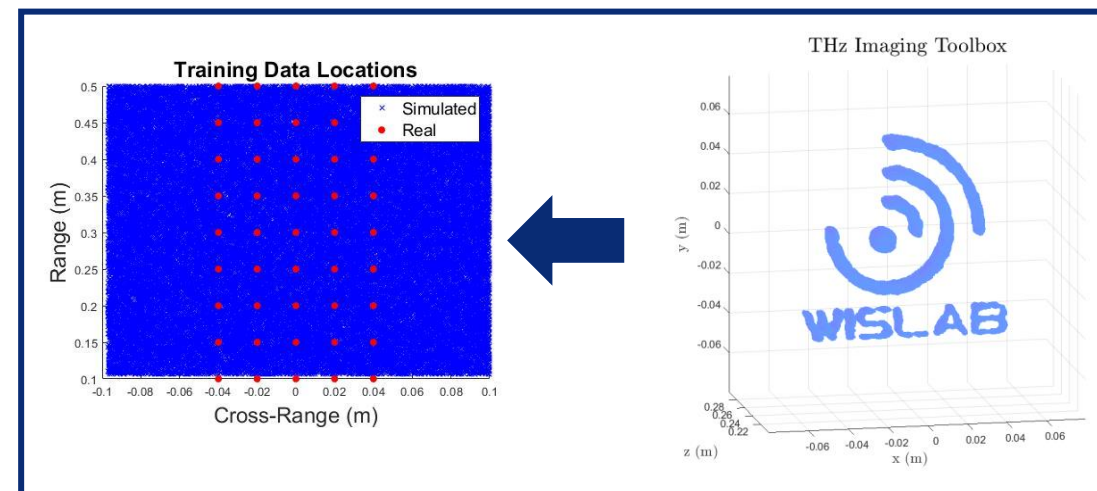 Training Data Locations
Simulated
Real
0.5
0.45
0.4
0.35
0.3
0.25
0.2
0.15
0.1
Range (m)
-0.1 -0.08 -0.06 -0.04 -0.02 0 0.02 0.04 0.06 0.08 0.1
Cross-Range (m)
THz Imaging Toolbox
0.06
0.04
0.02
0
-0.02
-0.04
-0.06
y (m)
WISLAB
0.28
0.26
0.24
0.22
z (m)
-0.06 -0.04 -0.02 0 0.02 0.04 0.06
x (m)